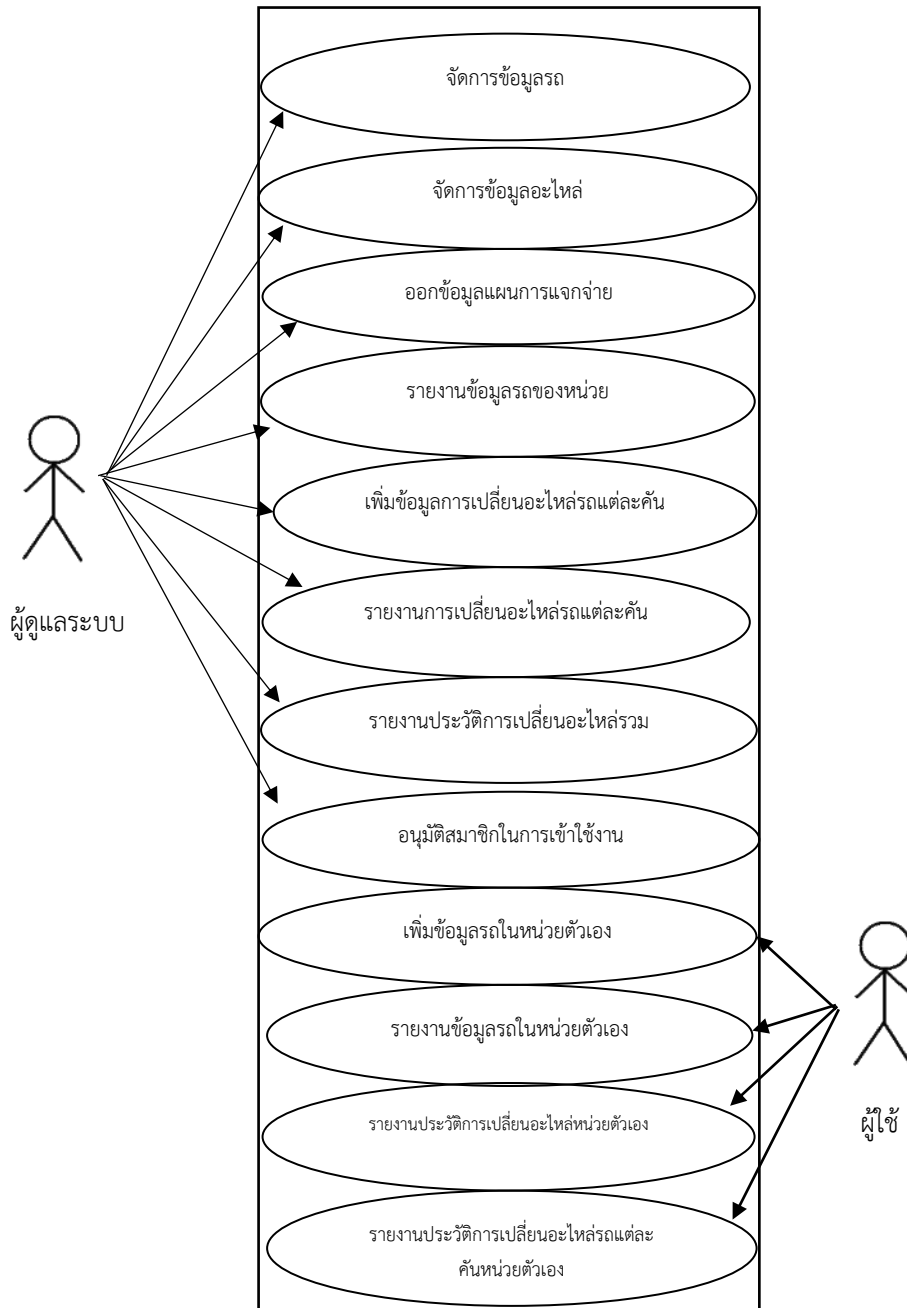 จัดการข้อมูลรถ
จัดการข้อมูลอะไหล่
ออกข้อมูลแผนการแจกจ่าย
รายงานข้อมูลรถของหน่วย
เพิ่มข้อมูลการเปลี่ยนอะไหล่รถแต่ละคัน
รายงานการเปลี่ยนอะไหล่รถแต่ละคัน
ผู้ดูแลระบบ
รายงานประวัติการเปลี่ยนอะไหล่รวม
อนุมัติสมาชิกในการเข้าใช้งาน
เพิ่มข้อมูลรถในหน่วยตัวเอง
รายงานข้อมูลรถในหน่วยตัวเอง
รายงานประวัติการเปลี่ยนอะไหล่หน่วยตัวเอง
ผู้ใช้
รายงานประวัติการเปลี่ยนอะไหล่รถแต่ละ
คันหน่วยตัวเอง